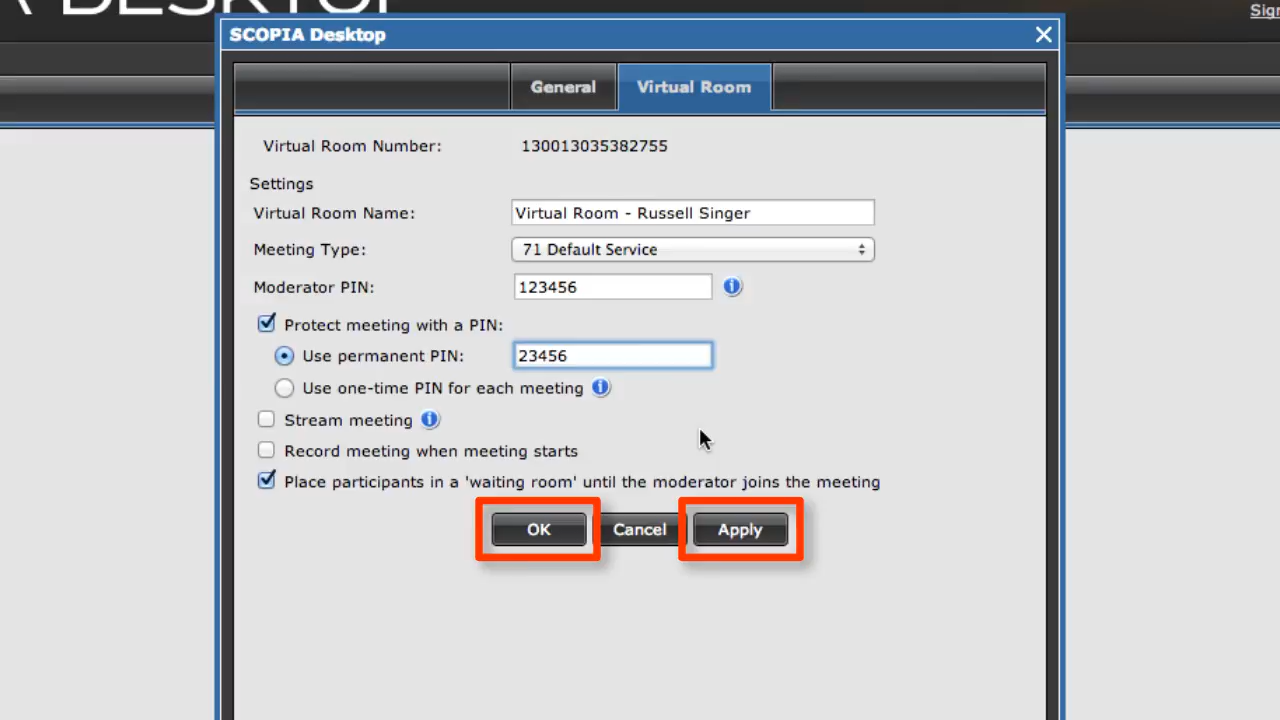 DESKTOP
Sign
SCOPIA Desktop
General
Virtual Room
Virtual Room Number: 130013035382755
Settings
Virtual Room Name: Virtual Room - Russell Singer
Meeting Type: 71 Default Service
Moderator PIN: 123456
Protect meeting with a PIN:
Use permanent PIN: 23456
Use one-time PIN for each meeting
Stream meeting
Record meeting when meeting starts
Place participants in a 'waiting room' until the moderator joins the meeting
OK Cancel Apply